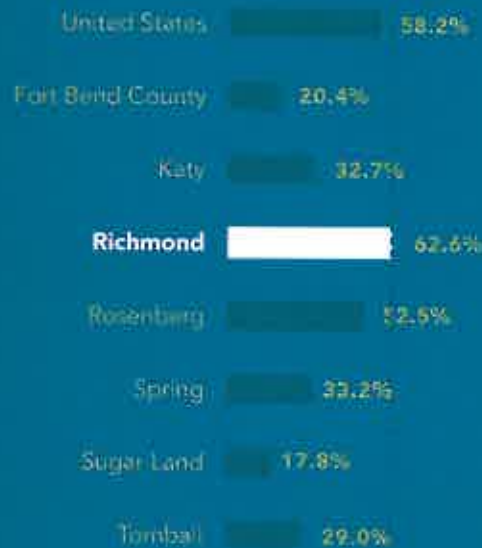 United States 58.2%
Fort Bend County 20.4%
Katy 32.7%
Richmond 62.6%
Rosenberg 52.5%
Spring 33.2%
Sugar Land 17.8%
Tomball 29.0%